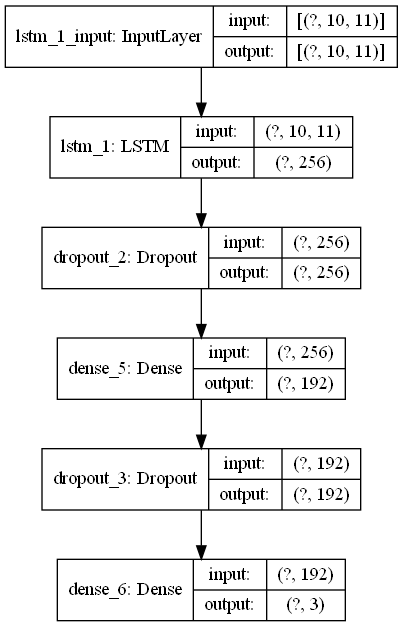 lstm_1_input: InputLayer
input: [(?, 10, 11)]
output: [(?, 10, 11)]
lstm_1: LSTM
input: (?, 10, 11)
output: (?, 256)
dropout_2: Dropout
input: (?, 256)
output: (?, 256)
dense_5: Dense
input: (?, 256)
output: (?, 192)
dropout_3: Dropout
input: (?, 192)
output: (?, 192)
dense_6: Dense
input: (?, 192)
output: (?, 3)